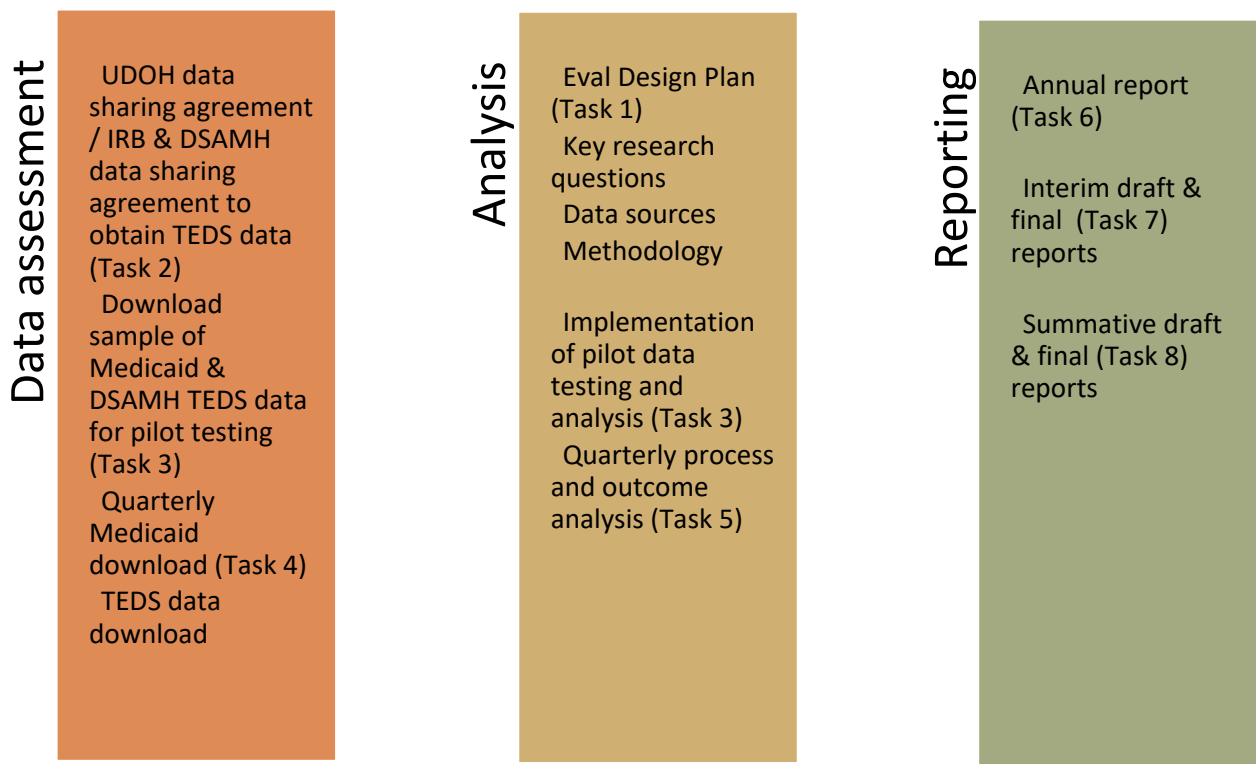 Data assessment
UDOH data
sharing agreement
/ IRB & DSAMH
data sharing
agreement to
obtain TEDS data
(Task 2)
Download
sample of
Medicaid &
DSAMH TEDS data
for pilot testing
(Task 3)
Quarterly
Medicaid
download (Task 4)
TEDS data
download
Analysis
Eval Design Plan
(Task 1)
Key research
questions
Data sources
Methodology
Implementation
of pilot data
testing and
analysis (Task 3)
Quarterly process
and outcome
analysis (Task 5)
Reporting
Annual report
(Task 6)
Interim draft &
final (Task 7)
reports
Summative draft
& final (Task 8)
reports